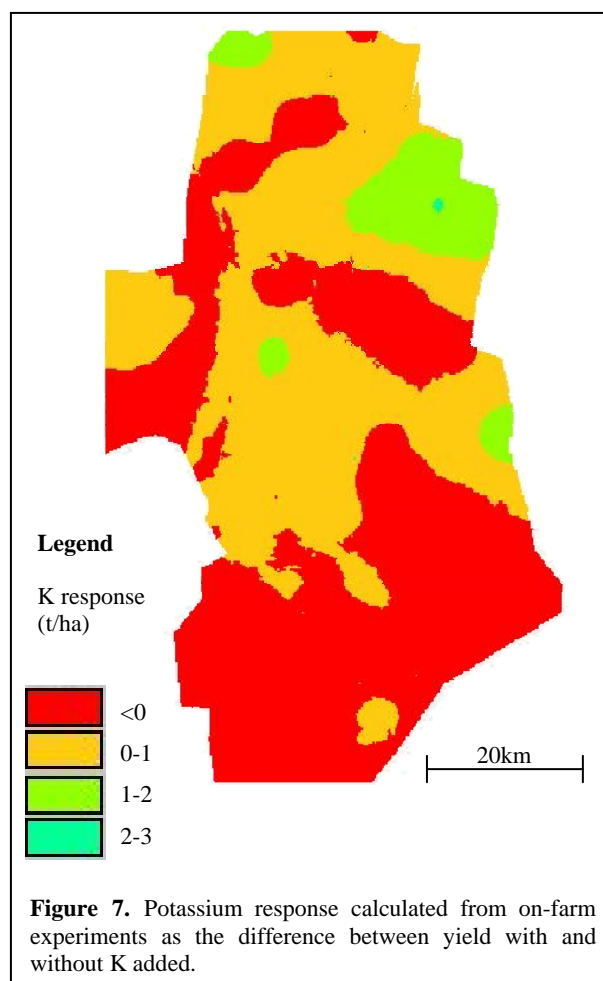 Legend
K response
(t/ha)
<0
0-1
1-2
2-3
20km
Figure 7. Potassium response calculated from on-farm
experiments as the difference between yield with and
without K added.